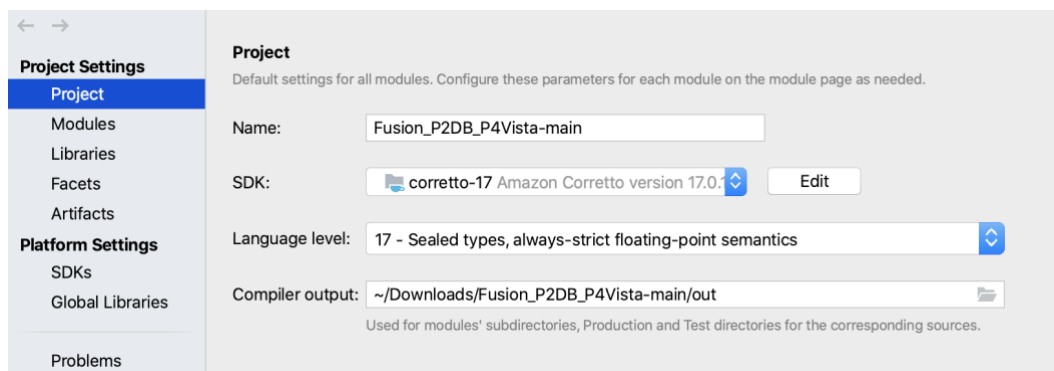 Project Settings
Project
Modules
Libraries
Facets
Artifacts
Platform Settings
SDKs
Global Libraries
Problems
Project
Default settings for all modules. Configure these parameters for each module on the module page as needed.
Name: Fusion_P2DB_P4Vista-main
SDK: corretto-17 Amazon Corretto version 17.0. Edit
Language level: 17 - Sealed types, always-strict floating-point semantics
Compiler output: ~/Downloads/Fusion_P2DB_P4Vista-main/out
Used for modules' subdirectories, Production and Test directories for the corresponding sources.